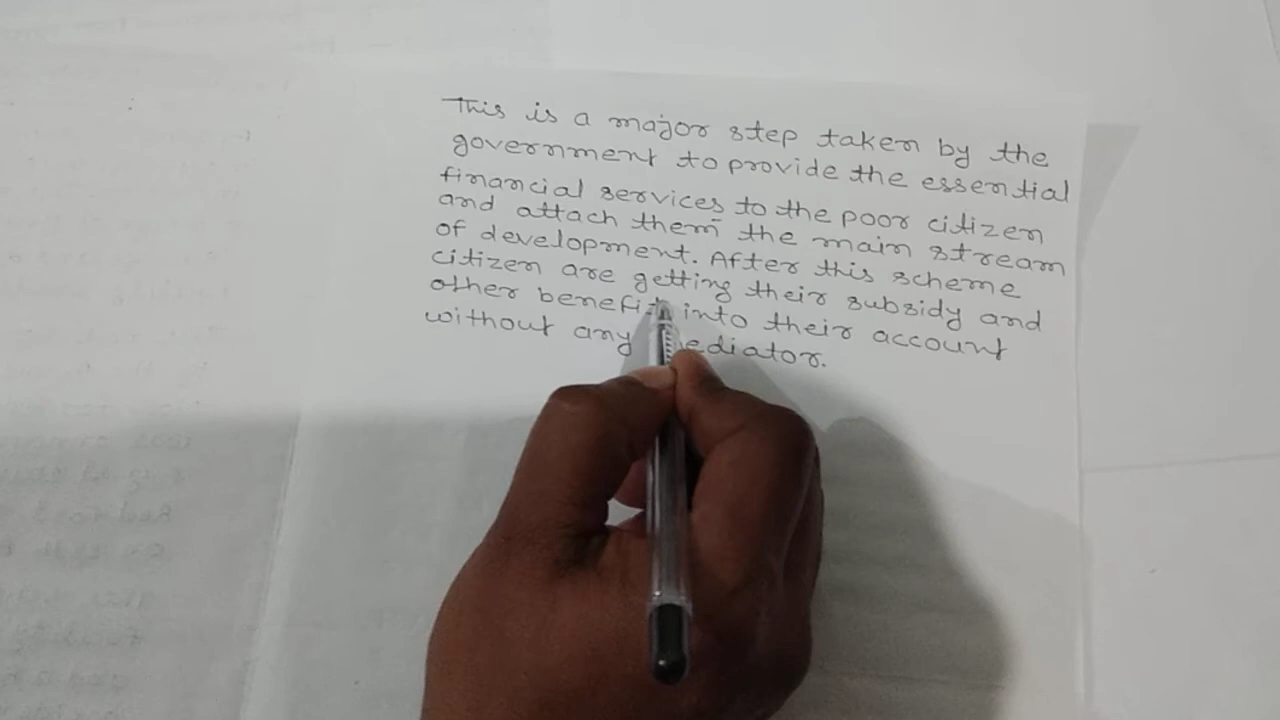 This is a major step taken by the
government to provide the essential
financial services to the poor citizen
and attach them the main stream
of development. After this scheme
citizen are getting their subsidy and
other benefit into their account
without any mediator.